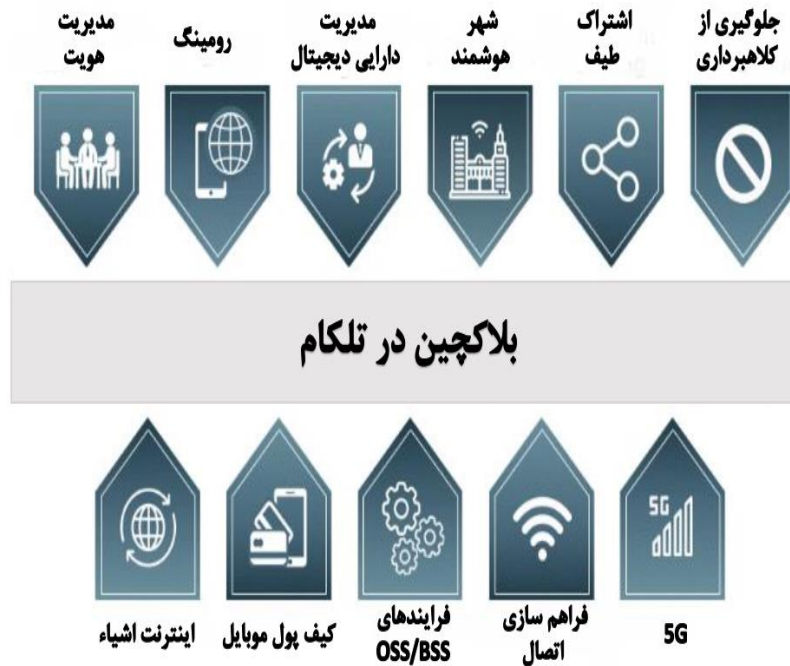 جلوگیری از
کلاهبرداری
اشتراک
طیف
شهر
هوشمند
مدیریت
دارایی دیجیتال
رومینگ
مدیریت
هویت
بلاکچین در تلکام
5G
5G
فراهم سازی
اتصال
فرایندهای
OSS/BSS
کیف پول موبایل
اینترنت اشیاء